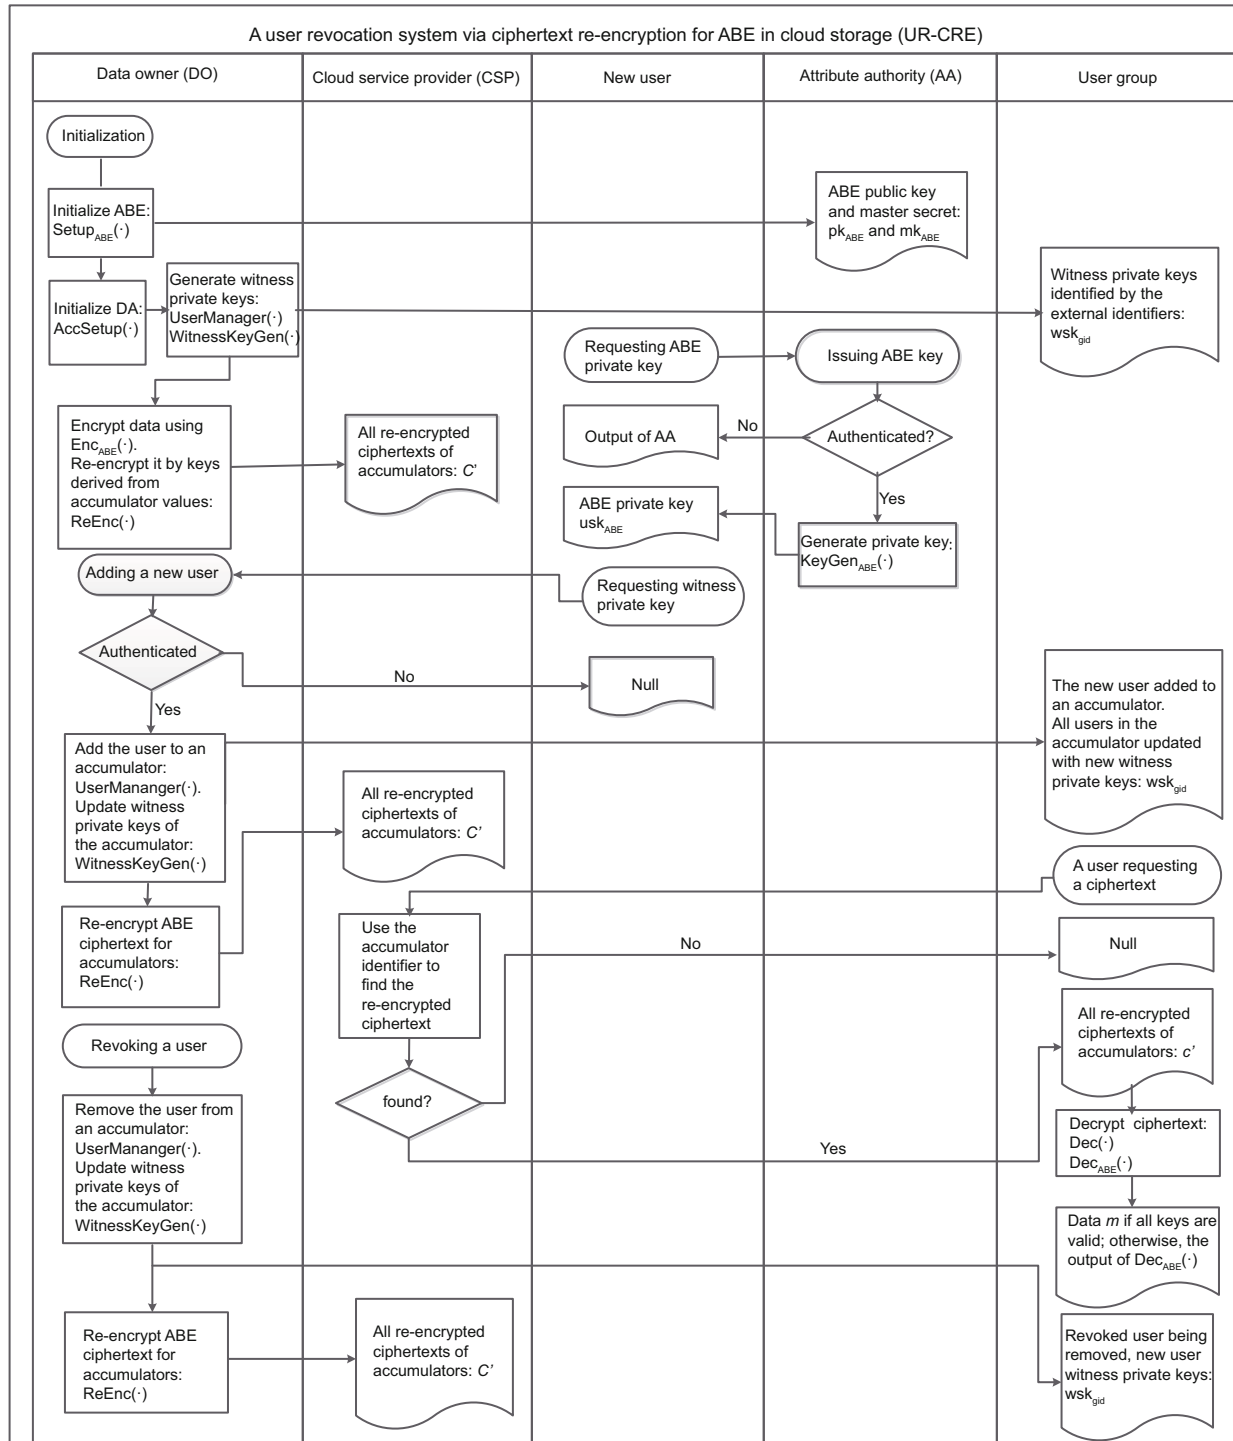 A user revocation system via ciphertext re-encryption for ABE in cloud storage (UR-CRE)
Data owner (DO)
Cloud service provider (CSP)
New user
Attribute authority (AA)
User group
Initialization
Initialize ABE:
Setup_ABE(·)
ABE public key
and master secret:
pk_ABE and mk_ABE
Initialize DA:
AccSetup(·)
Generate witness
private keys:
UserManager(·)
WitnessKeyGen(·)
Witness private keys
identified by the
external identifiers:
wsk_gid
Requesting ABE
private key
Issuing ABE key
Authenticated?
No
Output of AA
Yes
Generate private key:
KeyGen_ABE(·)
ABE private key
usk_ABE
Encrypt data using
Enc_ABE(·).
Re-encrypt it by keys
derived from
accumulator values:
ReEnc(·)
All re-encrypted
ciphertexts of
accumulators: C’
Adding a new user
Requesting witness
private key
Authenticated
No
Null
Yes
Add the user to an
accumulator:
UserMananger(·).
Update witness
private keys of
the accumulator:
WitnessKeyGen(·)
The new user added to
an accumulator.
All users in the
accumulator updated
with new witness
private keys: wsk_gid
All re-encrypted
ciphertexts of
accumulators: C’
Re-encrypt ABE
ciphertext for
accumulators:
ReEnc(·)
A user requesting
a ciphertext
Use the
accumulator
identifier to
find the
re-encrypted
ciphertext
found?
No
Null
Yes
All re-encrypted
ciphertexts of
accumulators: c’
Decrypt ciphertext:
Dec(·)
Dec_ABE(·)
Data m if all keys are
valid; otherwise, the
output of Dec_ABE(·)
Revoking a user
Remove the user from
an accumulator:
UserMananger(·).
Update witness
private keys of
the accumulator:
WitnessKeyGen(·)
Revoked user being
removed, new user
witness private keys:
wsk_gid
Re-encrypt ABE
ciphertext for
accumulators:
ReEnc(·)
All re-encrypted
ciphertexts of
accumulators: C’